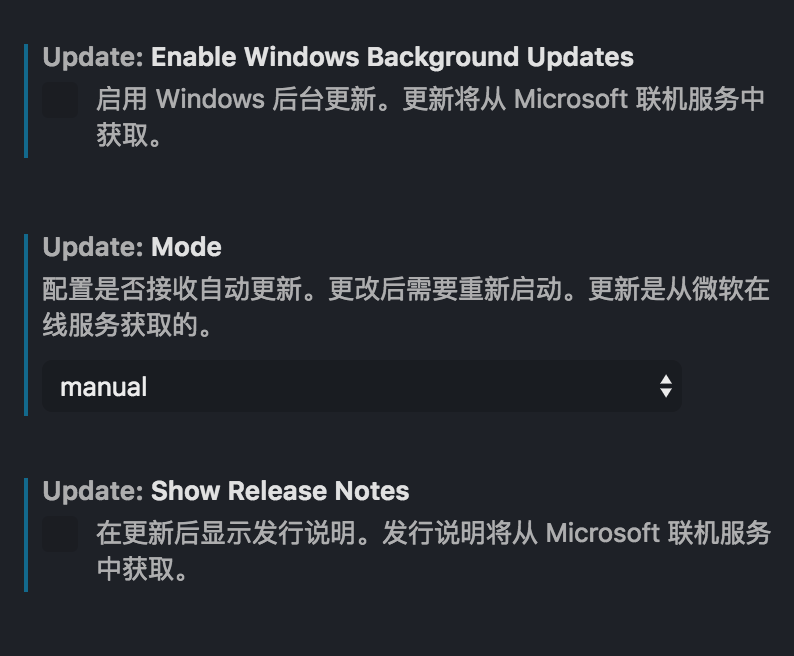 Update: Enable Windows Background Updates
启用 Windows 后台更新。更新将从 Microsoft 联机服务中
获取。
Update: Mode
配置是否接收自动更新。更改后需要重新启动。更新是从微软在
线服务获取的。
manual
Update: Show Release Notes
在更新后显示发行说明。发行说明将从 Microsoft 联机服务
中获取。